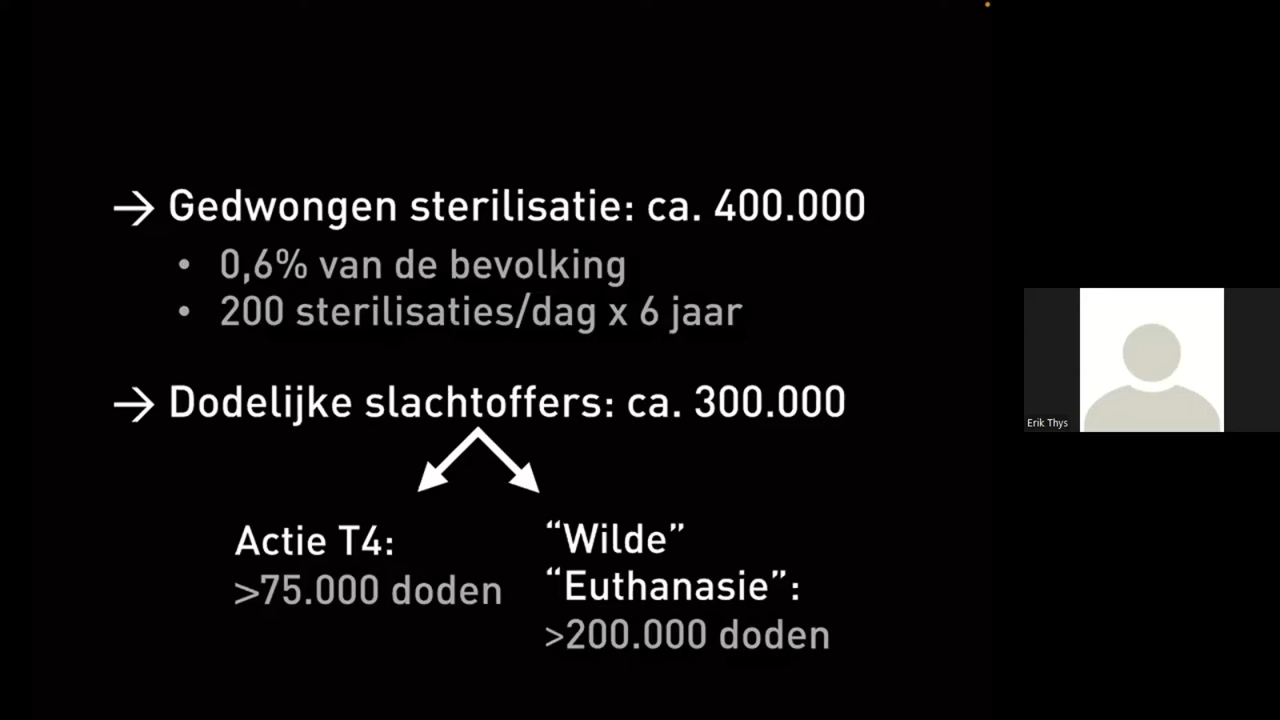 → Gedwongen sterilisatie: ca. 400.000
• 0,6% van de bevolking
• 200 sterilisaties/dag x 6 jaar
→ Dodelijke slachtoffers: ca. 300.000
Actie T4:
>75.000 doden
“Wilde”
“Euthanasie”:
>200.000 doden
Erik Thys